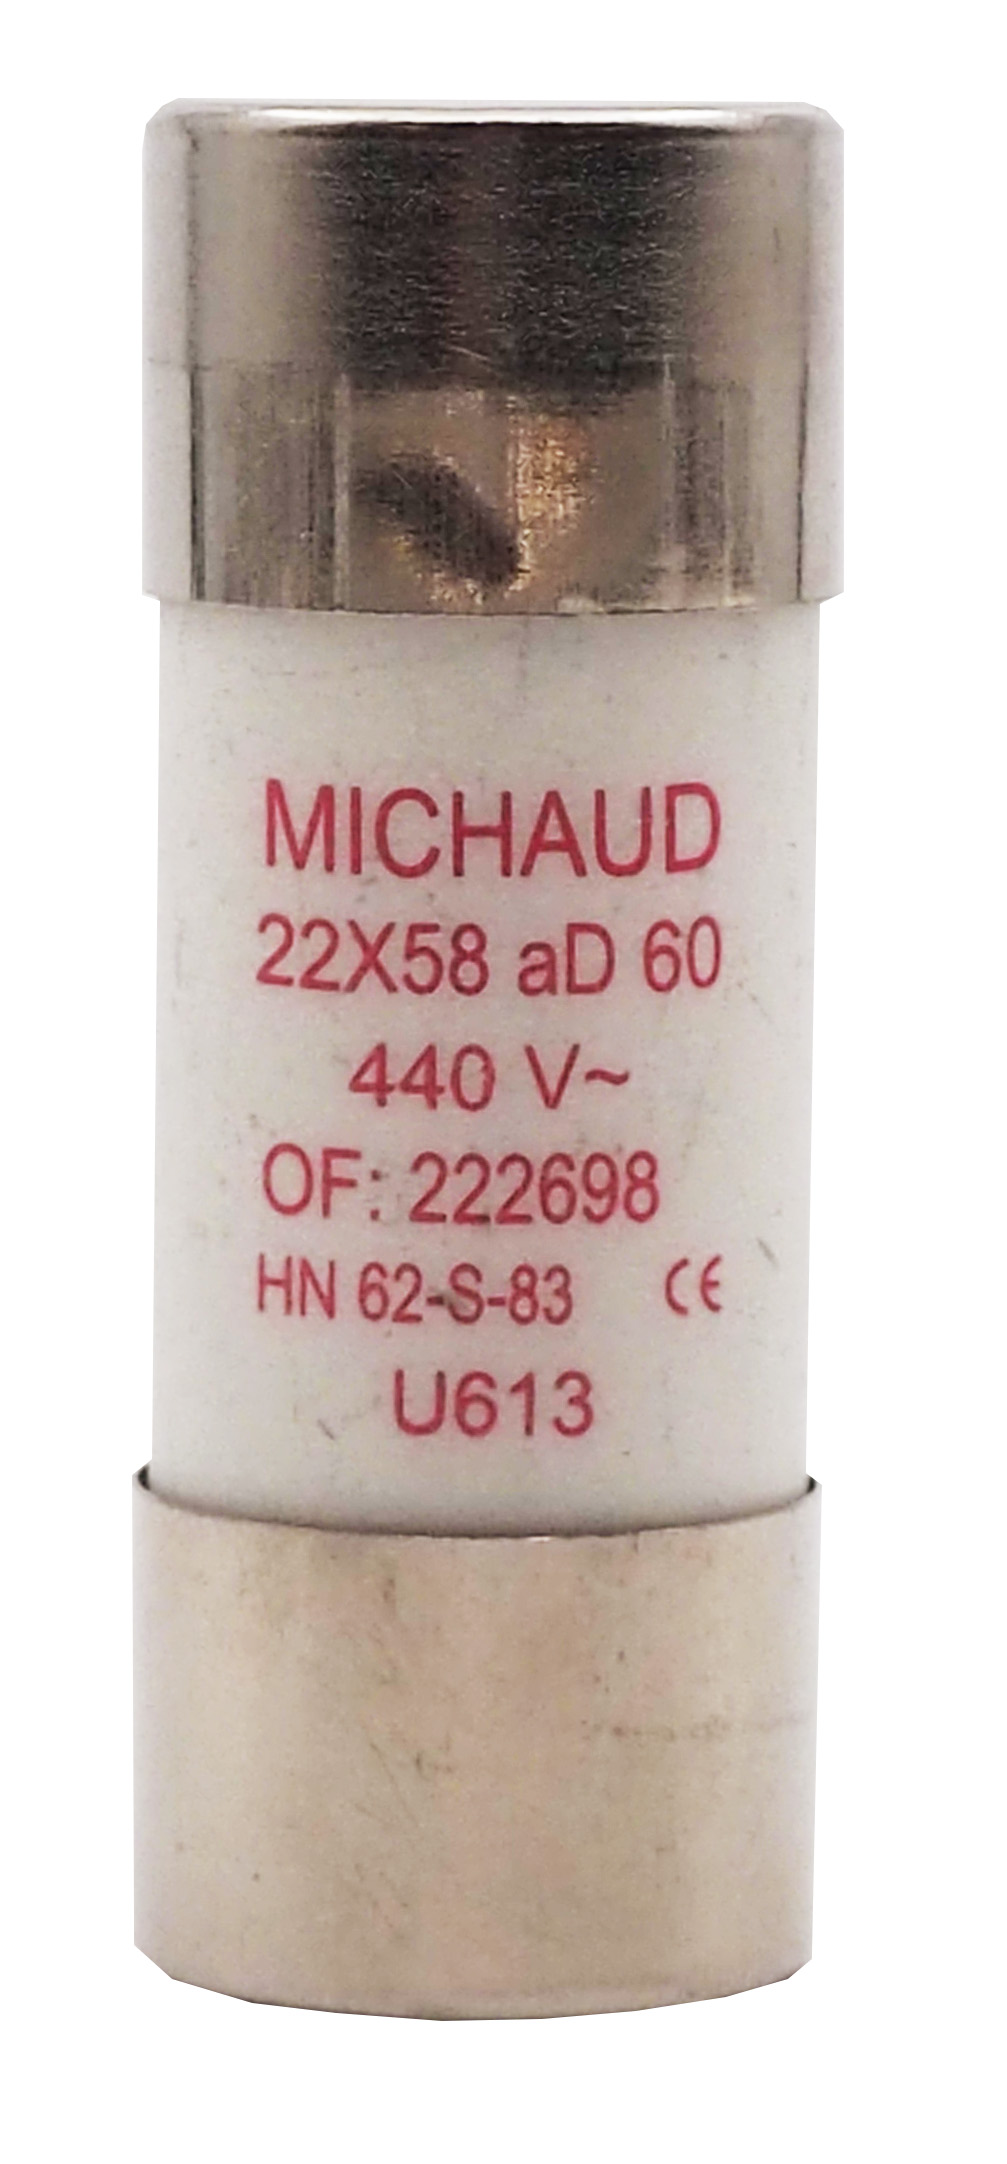 MICHAUD
22X58 aD 60
440 V~
OF: 222698
HN 62-S-83 CE
U613